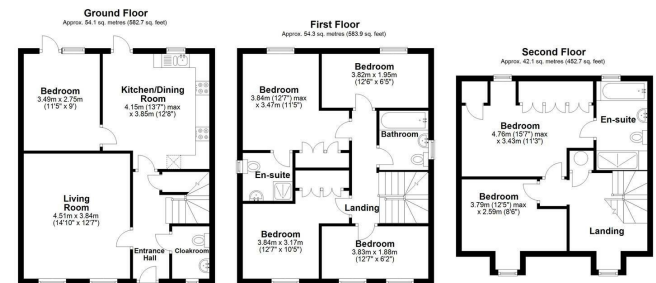 Ground Floor
Approx. 54.1 sq. metres (582.7 sq. feet)
Bedroom
3.49m x 2.75m
(11'5" x 9')
Kitchen/Dining
Room
4.15m (13'7") max
x 3.85m (12'8")
Living
Room
4.51m x 3.84m
(14'10" x 12'7")
Entrance
Hall
Cloakroom
First Floor
Approx. 54.3 sq. metres (583.9 sq. feet)
Bedroom
3.84m (12'7") max
x 3.47m (11'5")
Bedroom
3.82m x 1.95m
(12'6" x 6'5")
Bathroom
En-suite
Landing
Bedroom
3.84m x 3.17m
(12'7" x 10'5")
Bedroom
3.83m x 1.88m
(12'7" x 6'2")
Second Floor
Approx. 42.1 sq. metres (452.7 sq. feet)
Bedroom
4.76m (15'7") max
x 3.43m (11'3")
En-suite
Bedroom
3.79m (12'5") max
x 2.59m (8'6")
Landing